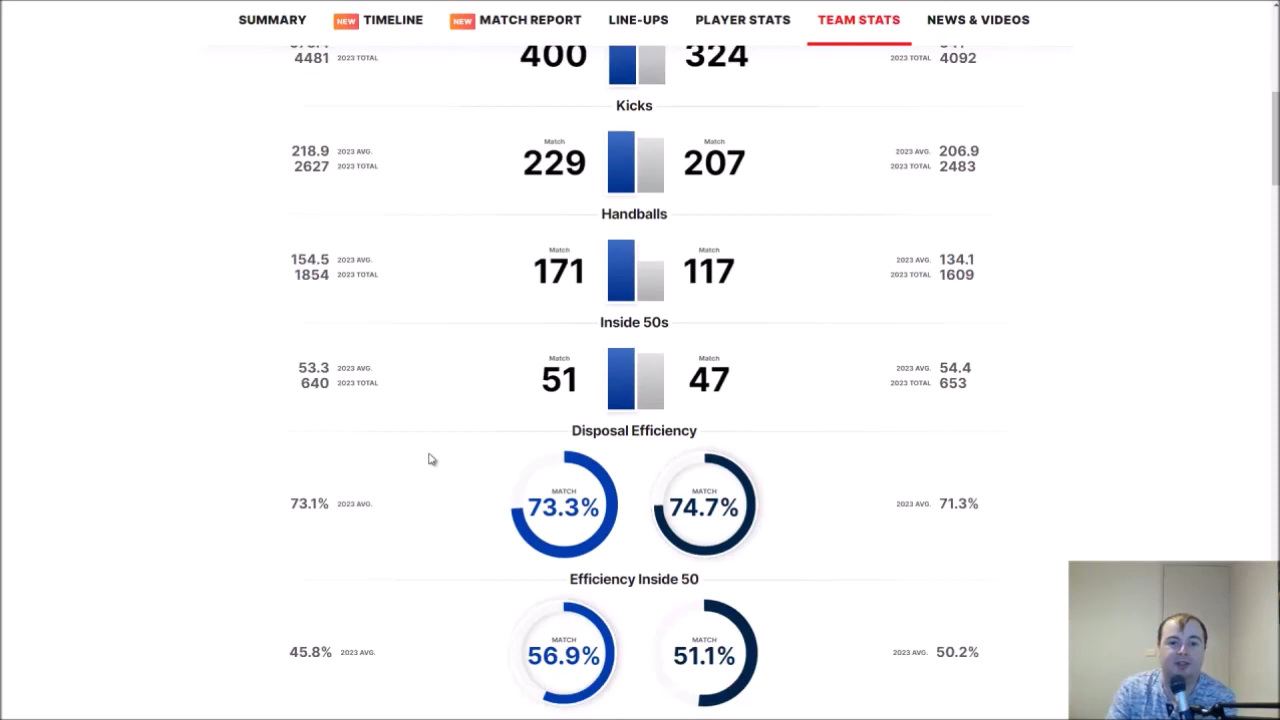 SUMMARY NEW TIMELINE NEW MATCH REPORT LINE-UPS PLAYER STATS TEAM STATS NEWS & VIDEOS
4481 2023 TOTAL 400 324 2023 TOTAL 4092
Kicks
Match Match
218.9 2023 AVG. 229 207 2023 AVG. 206.9
2627 2023 TOTAL 2023 TOTAL 2483
Handballs
Match Match
154.5 2023 AVG. 171 117 2023 AVG. 134.1
1854 2023 TOTAL 2023 TOTAL 1609
Inside 50s
Match Match
53.3 2023 AVG. 51 47 2023 AVG. 54.4
640 2023 TOTAL 2023 TOTAL 653
Disposal Efficiency
MATCH MATCH
73.1% 2023 AVG. 73.3% 74.7% 2023 AVG. 71.3%
Efficiency Inside 50
MATCH MATCH
45.8% 2023 AVG. 56.9% 51.1% 2023 AVG. 50.2%